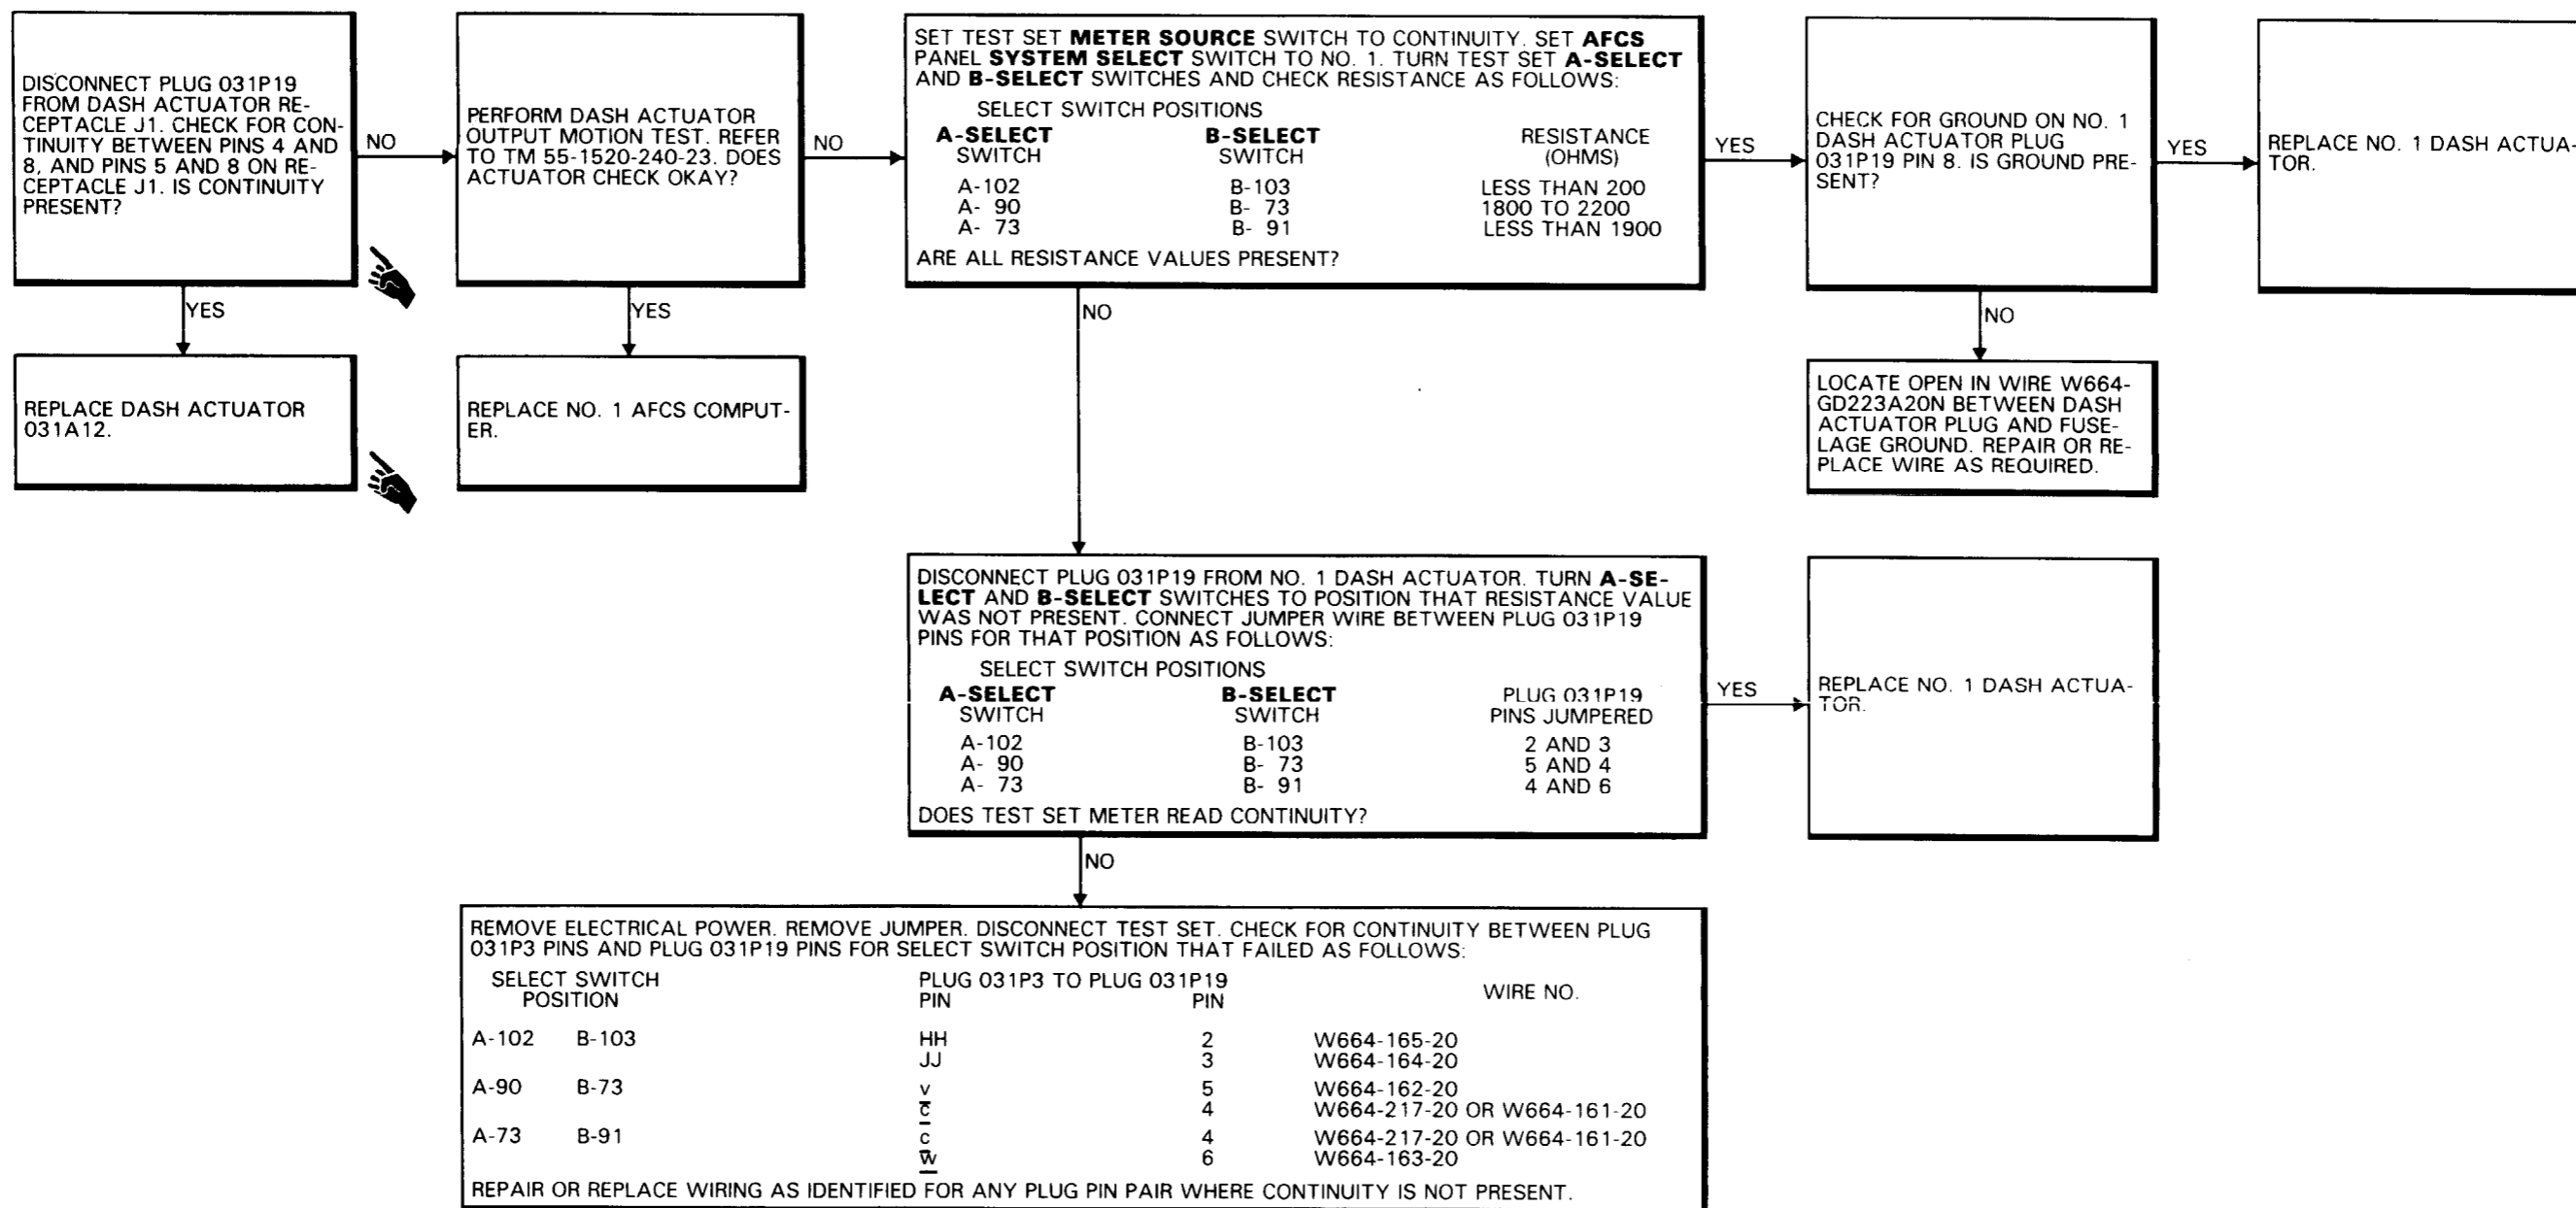 DISCONNECT PLUG 031P19
FROM DASH ACTUATOR RE-
CEPTACLE J1. CHECK FOR CON-
TINUITY BETWEEN PINS 4 AND
8, AND PINS 5 AND 8 ON RE-
CEPTACLE J1. IS CONTINUITY
PRESENT?
NO
YES
REPLACE DASH ACTUATOR
031A12.
PERFORM DASH ACTUATOR
OUTPUT MOTION TEST. REFER
TO TM 55-1520-240-23. DOES
ACTUATOR CHECK OKAY?
NO
YES
REPLACE NO. 1 AFCS COMPUT-
ER.
SET TEST SET METER SOURCE SWITCH TO CONTINUITY. SET AFCS
PANEL SYSTEM SELECT SWITCH TO NO. 1. TURN TEST SET A-SELECT
AND B-SELECT SWITCHES AND CHECK RESISTANCE AS FOLLOWS:
SELECT SWITCH POSITIONS
A-SELECT B-SELECT RESISTANCE
SWITCH SWITCH (OHMS)
A-102 B-103 LESS THAN 200
A- 90 B- 73 1800 TO 2200
A- 73 B- 91 LESS THAN 1900
ARE ALL RESISTANCE VALUES PRESENT?
YES
NO
CHECK FOR GROUND ON NO. 1
DASH ACTUATOR PLUG
031P19 PIN 8. IS GROUND PRE-
SENT?
YES
NO
REPLACE NO. 1 DASH ACTUA-
TOR.
LOCATE OPEN IN WIRE W664-
GD223A20N BETWEEN DASH
ACTUATOR PLUG AND FUSE-
LAGE GROUND. REPAIR OR RE-
PLACE WIRE AS REQUIRED.
DISCONNECT PLUG 031P19 FROM NO. 1 DASH ACTUATOR. TURN A-SE-
LECT AND B-SELECT SWITCHES TO POSITION THAT RESISTANCE VALUE
WAS NOT PRESENT. CONNECT JUMPER WIRE BETWEEN PLUG 031P19
PINS FOR THAT POSITION AS FOLLOWS:
SELECT SWITCH POSITIONS
A-SELECT B-SELECT PLUG 031P19
SWITCH SWITCH PINS JUMPERED
A-102 B-103 2 AND 3
A- 90 B- 73 5 AND 4
A- 73 B- 91 4 AND 6
DOES TEST SET METER READ CONTINUITY?
YES
NO
REPLACE NO. 1 DASH ACTUA-
TOR.
REMOVE ELECTRICAL POWER. REMOVE JUMPER. DISCONNECT TEST SET. CHECK FOR CONTINUITY BETWEEN PLUG
031P3 PINS AND PLUG 031P19 PINS FOR SELECT SWITCH POSITION THAT FAILED AS FOLLOWS:
SELECT SWITCH PLUG 031P3 TO PLUG 031P19
POSITION PIN PIN WIRE NO.
A-102 B-103 HH 2 W664-165-20
JJ 3 W664-164-20
A-90 B-73 v 5 W664-162-20
c 4 W664-217-20 OR W664-161-20
A-73 B-91 c 4 W664-217-20 OR W664-161-20
w 6 W664-163-20
REPAIR OR REPLACE WIRING AS IDENTIFIED FOR ANY PLUG PIN PAIR WHERE CONTINUITY IS NOT PRESENT.